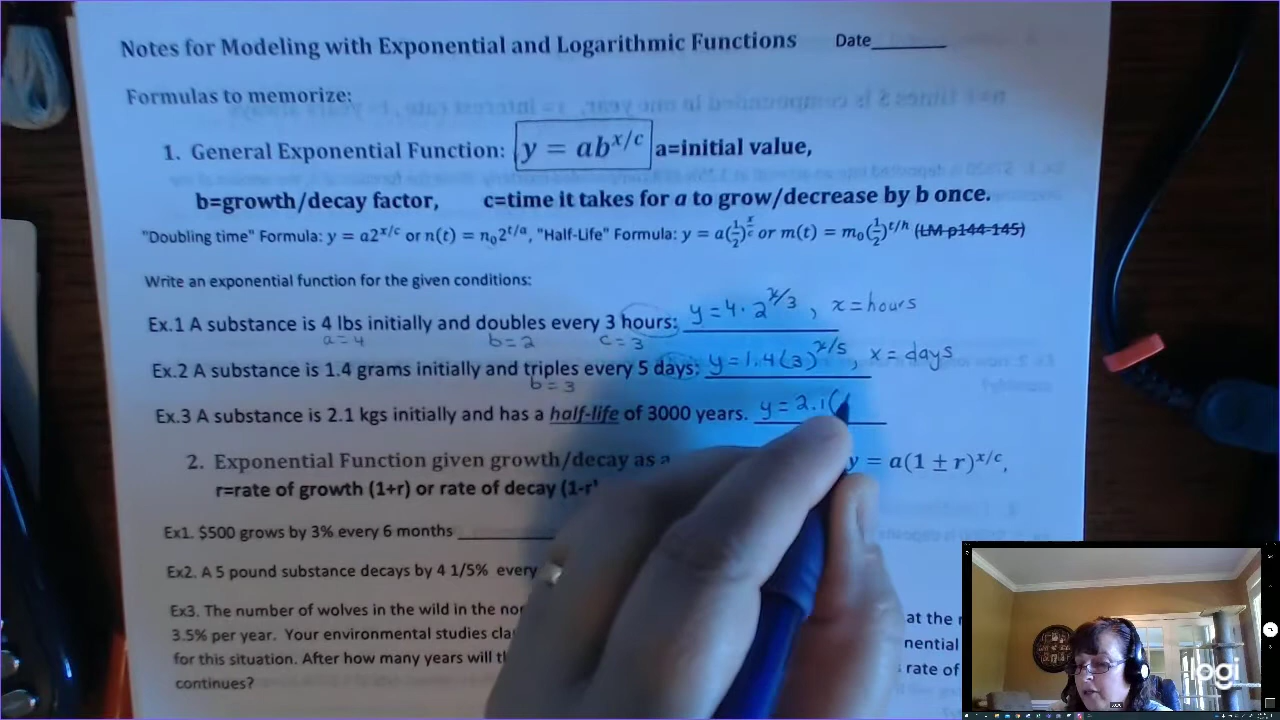 Notes for Modeling with Exponential and Logarithmic Functions Date______
Formulas to memorize:
1. General Exponential Function: y = ab^{x/c} a=initial value,
b=growth/decay factor, c=time it takes for a to grow/decrease by b once.
"Doubling time" Formula: y = a2^{x/c} or n(t) = n₀2^{t/a}, "Half-Life" Formula: y = a(1/2)^{x/c} or m(t) = m₀(1/2)^{t/h} (LM p144-145)
Write an exponential function for the given conditions:
Ex.1 A substance is 4 lbs initially and doubles every 3 hours: y = 4 · 2^{x/3}, x = hours
a=4 b=2 c=3
Ex.2 A substance is 1.4 grams initially and triples every 5 days: y = 1.4(3)^{x/5}, x = days
b=3
Ex.3 A substance is 2.1 kgs initially and has a half-life of 3000 years. y = 2.1(
2. Exponential Function given growth/decay as a y = a(1 ± r)^{x/c},
r=rate of growth (1+r) or rate of decay (1-r
Ex1. $500 grows by 3% every 6 months
Ex2. A 5 pound substance decays by 4 1/5% every
Ex3. The number of wolves in the wild in the at the
3.5% per year. Your environmental studies
for this situation. After how many years will rate of
continues?
logi